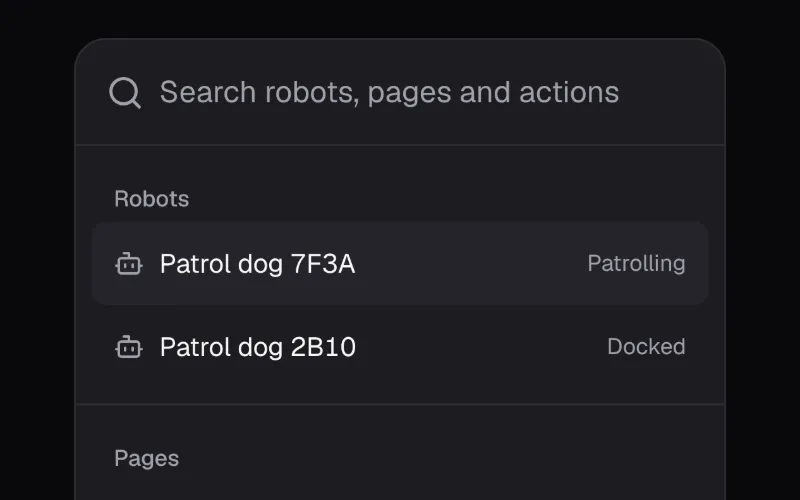 Search robots, pages and actions
Robots
Patrol dog 7F3A Patrolling
Patrol dog 2B10 Docked
Pages